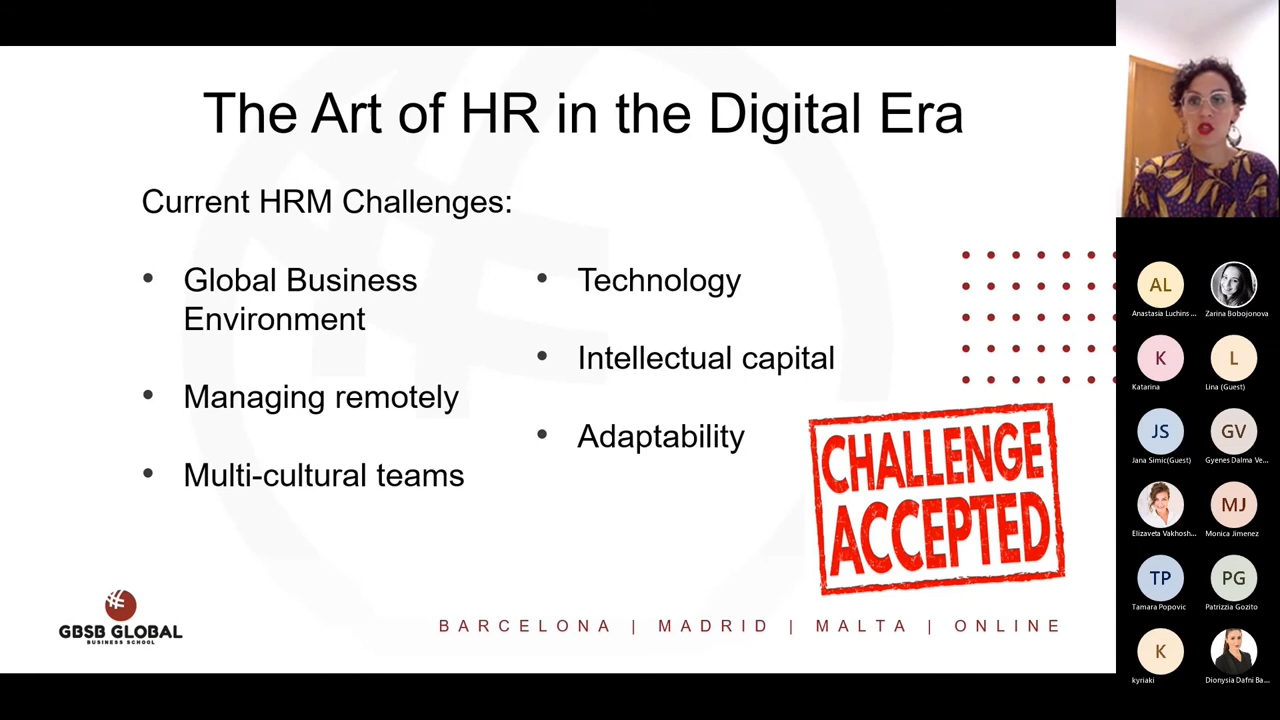 The Art of HR in the Digital Era
Current HRM Challenges:
• Global Business
Environment
• Managing remotely
• Multi-cultural teams
• Technology
• Intellectual capital
• Adaptability
CHALLENGE
ACCEPTED
GBSB GLOBAL
BUSINESS SCHOOL
BARCELONA | MADRID | MALTA | ONLINE
AL
Anastasia Luchins...
Zarina Bobojonova
K
Katarina
L
Lina (Guest)
JS
Jana Simic(Guest)
GV
Gyenes Dalma Ve...
Elizaveta Vakhosh...
MJ
Monica Jimenez
TP
Tamara Popovic
PG
Patrizzia Gozito
K
kyriaki
Dionysia Dafni Ba...